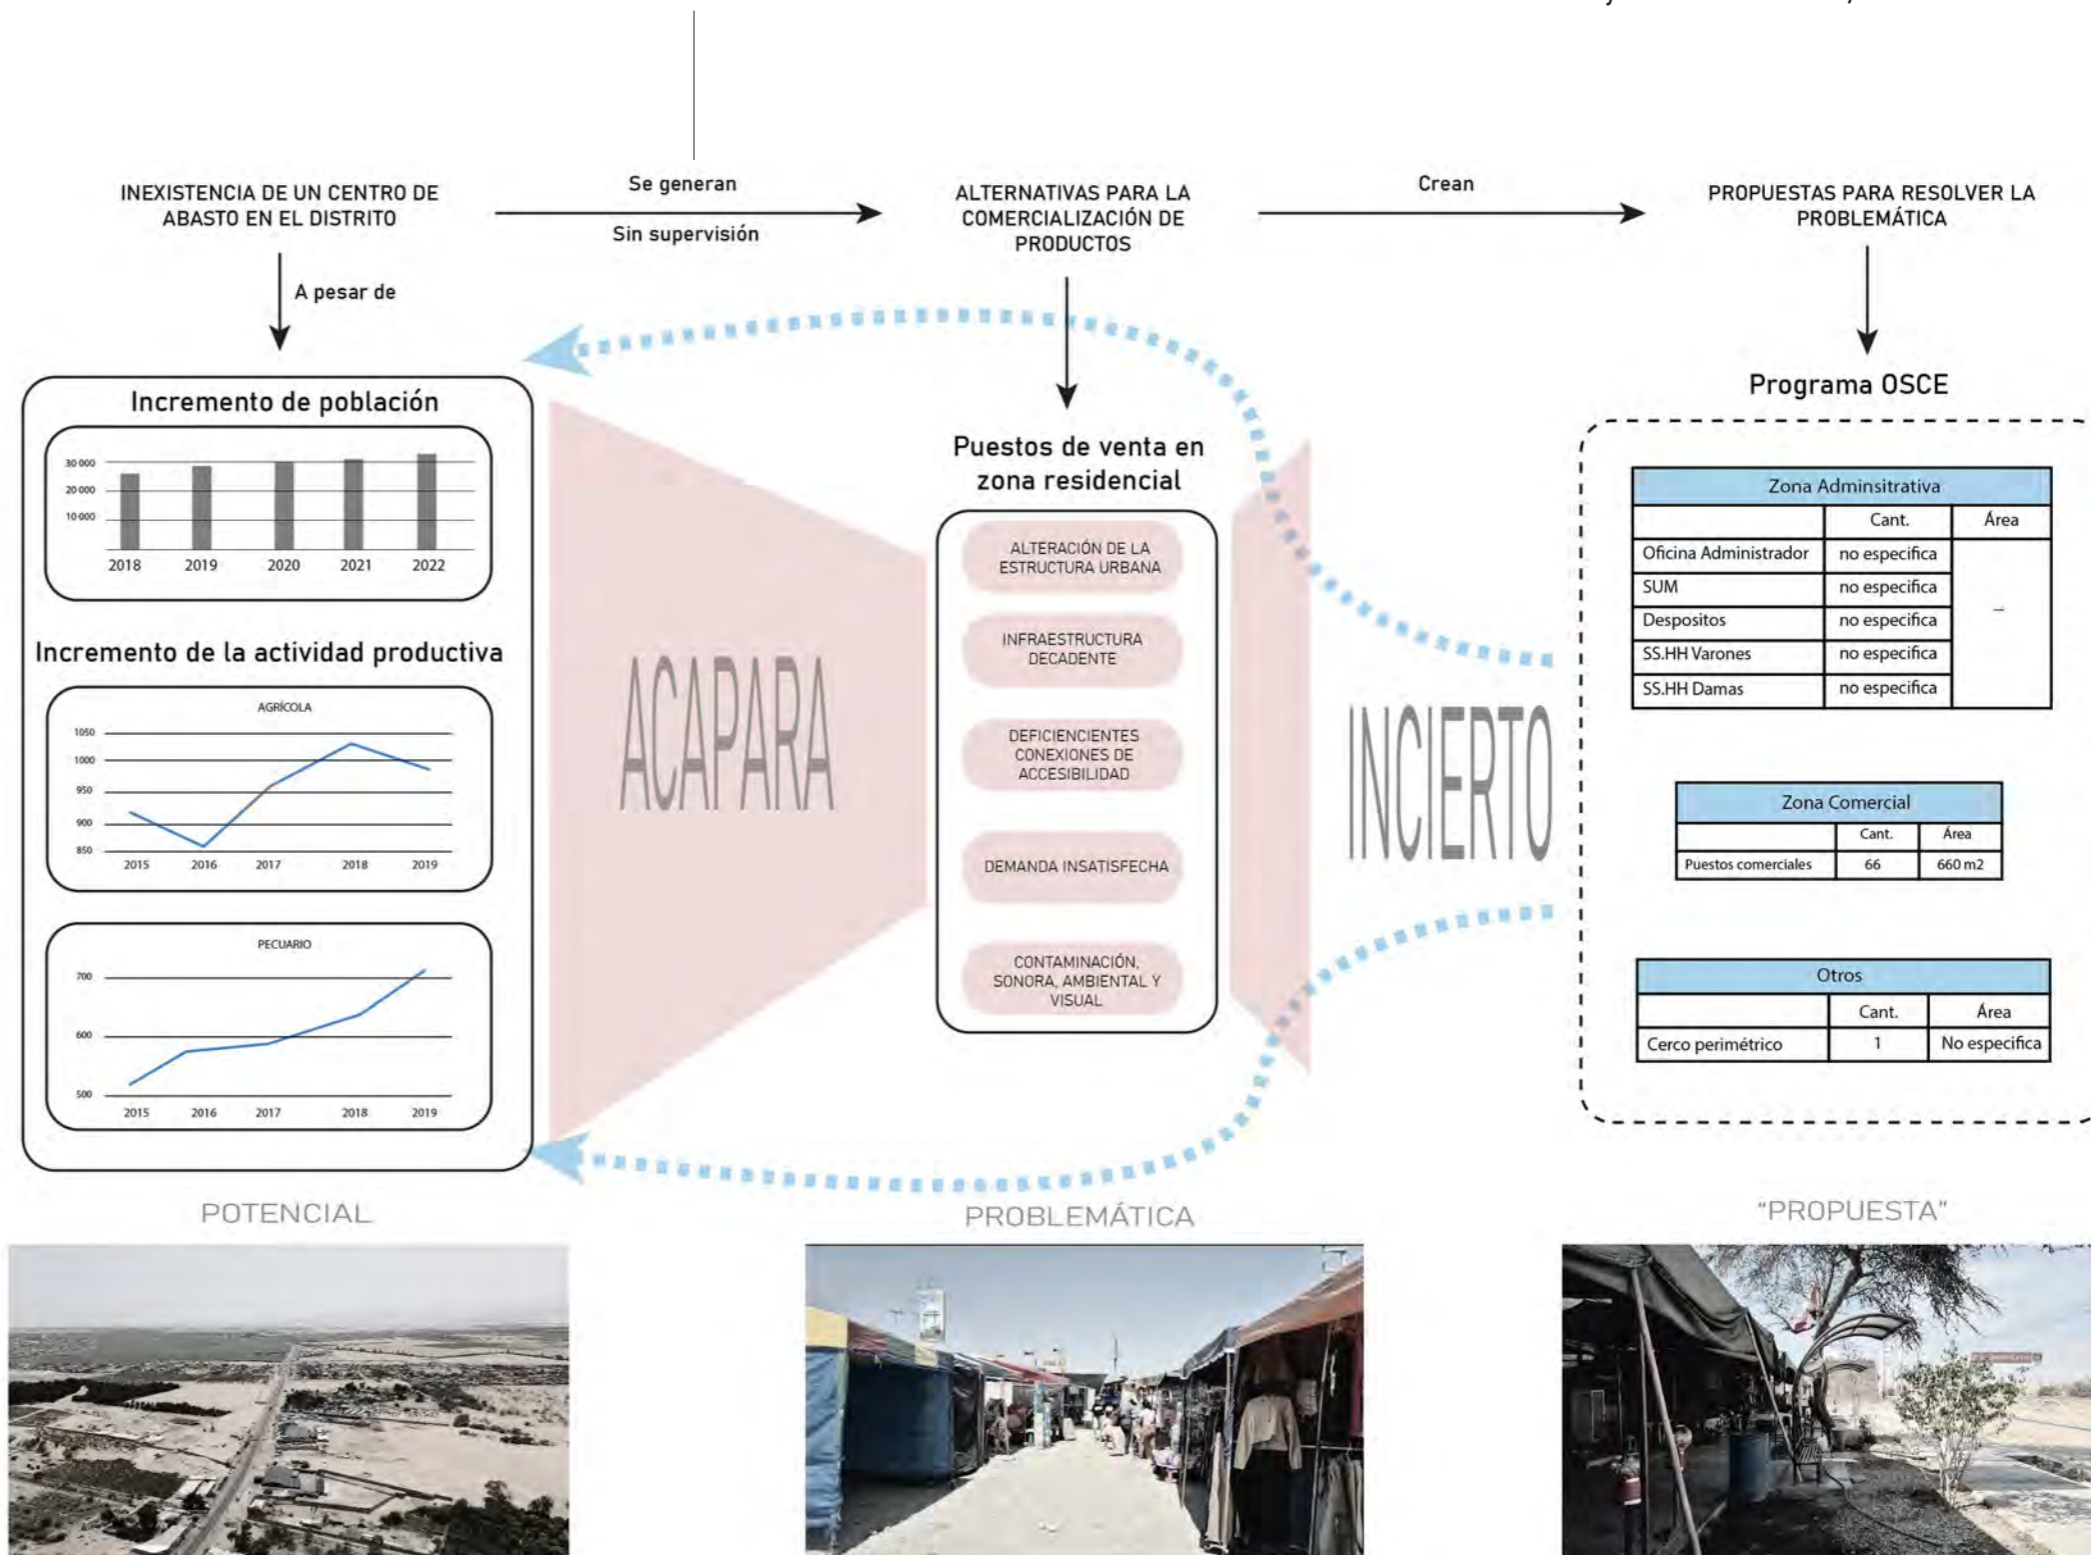 INEXISTENCIA DE UN CENTRO DE
ABASTO EN EL DISTRITO
Se generan
Sin supervisión
ALTERNATIVAS PARA LA
COMERCIALIZACIÓN DE
PRODUCTOS
Crean
PROPUESTAS PARA RESOLVER LA
PROBLEMÁTICA
A pesar de
Incremento de población
30 000
20 000
10 000
2018 2019 2020 2021 2022
Incremento de la actividad productiva
AGRÍCOLA
1050
1000
950
900
850
2015 2016 2017 2018 2019
PECUARIO
700
600
500
2015 2016 2017 2018 2019
ACAPARA
Puestos de venta en
zona residencial
ALTERACIÓN DE LA
ESTRUCTURA URBANA
INFRAESTRUCTURA
DECADENTE
DEFICIENCIENTES
CONEXIONES DE
ACCESIBILIDAD
DEMANDA INSATISFECHA
CONTAMINACIÓN,
SONORA, AMBIENTAL Y
VISUAL
INCIERTO
Programa OSCE
Zona Adminsitrativa
Cant. Área
Oficina Administrador no especifica
SUM no especifica
Despositos no especifica
SS.HH Varones no especifica
SS.HH Damas no especifica
Zona Comercial
Cant. Área
Puestos comerciales 66 660 m2
Otros
Cant. Área
Cerco perimétrico 1 No especifica
POTENCIAL
PROBLEMÁTICA
"PROPUESTA"